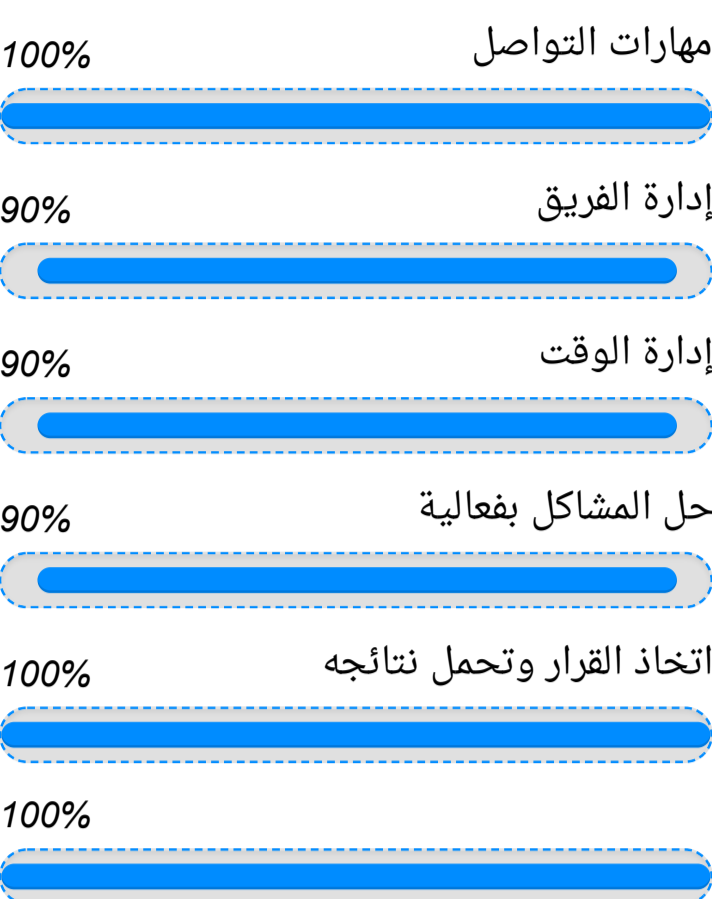 مهارات التواصل
100%
إدارة الفريق
90%
إدارة الوقت
90%
حل المشاكل بفعالية
90%
اتخاذ القرار وتحمل نتائجه
100%
100%